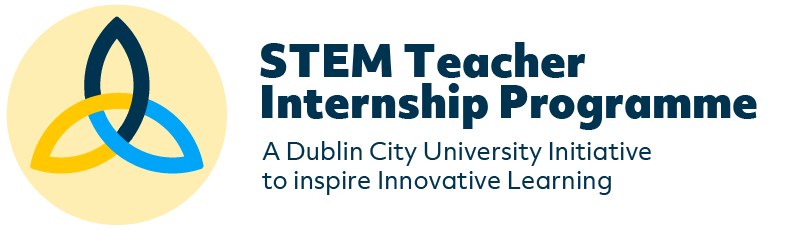 STEM Teacher
Internship Programme
A Dublin City University Initiative
to inspire Innovative Learning